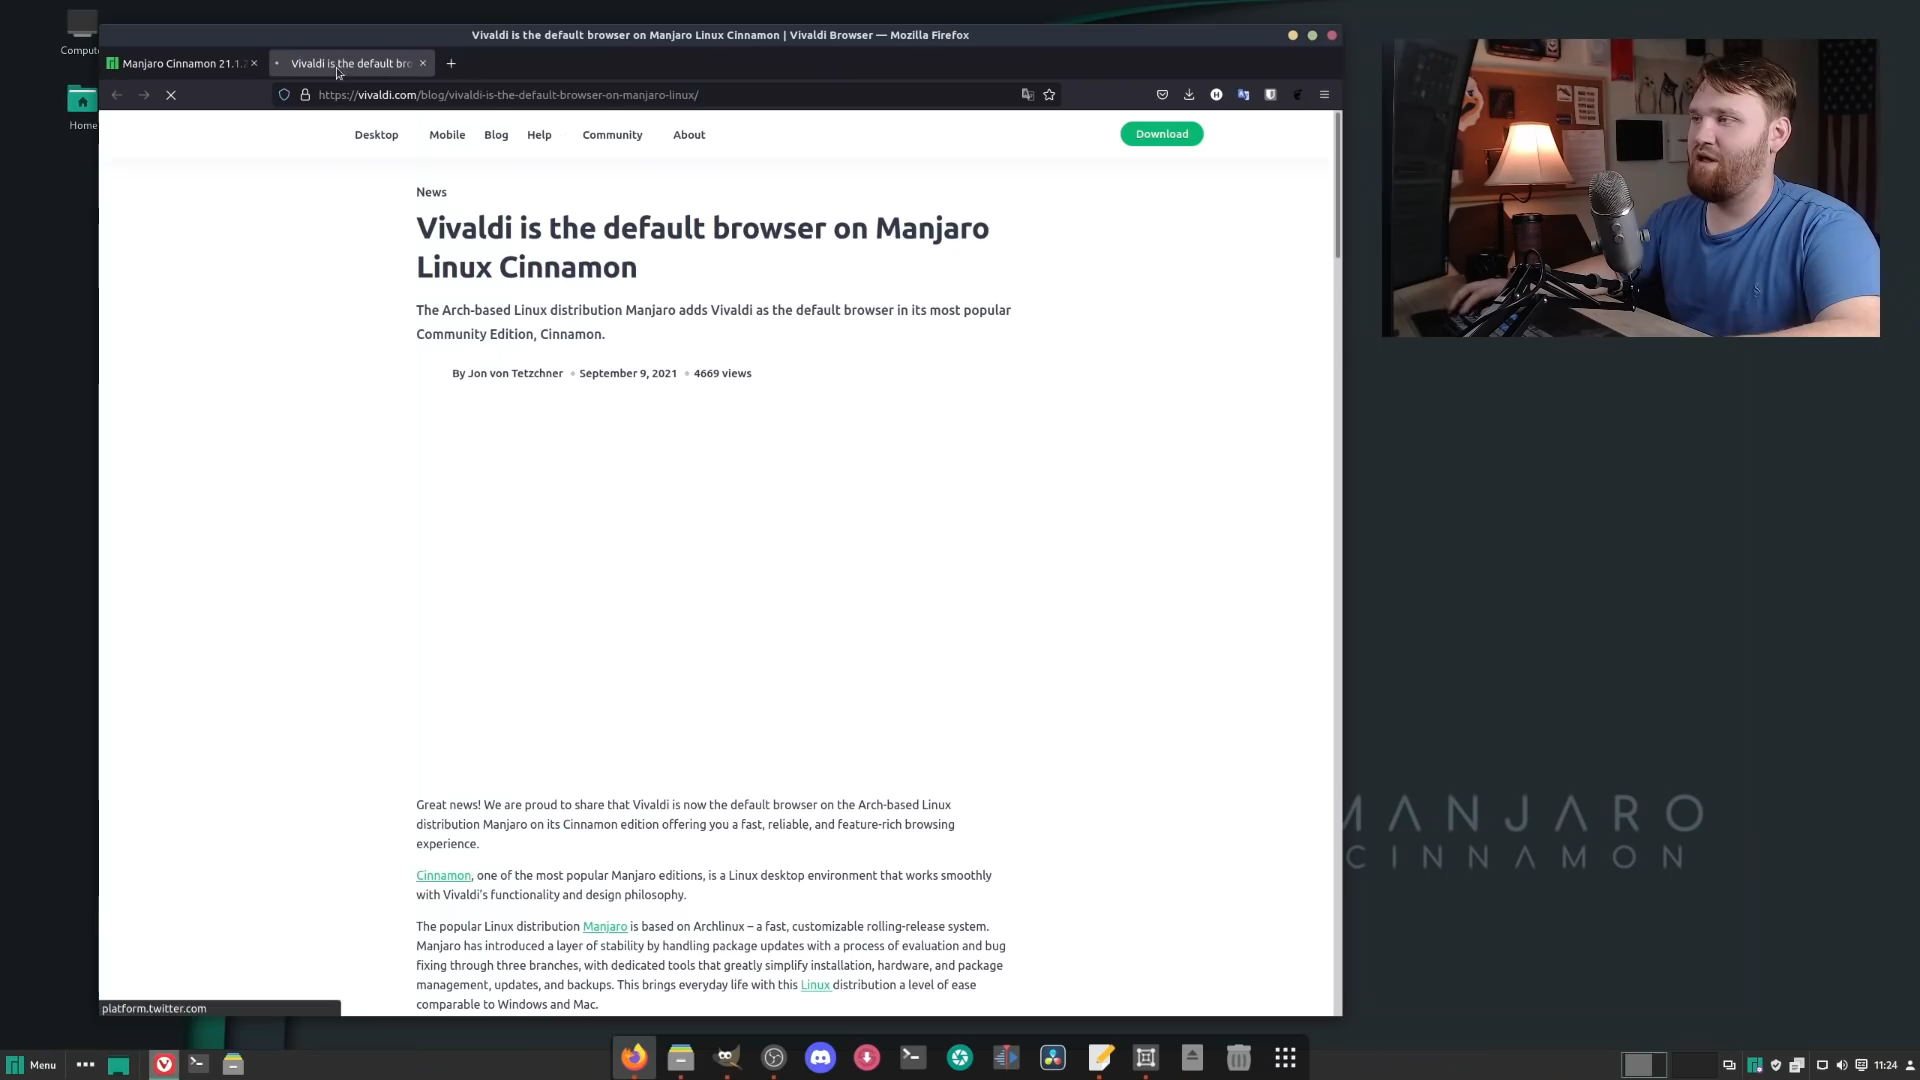 Vivaldi is the default browser on Manjaro Linux Cinnamon | Vivaldi Browser — Mozilla Firefox
Manjaro Cinnamon 21.1.2
Vivaldi is the default bro
https://vivaldi.com/blog/vivaldi-is-the-default-browser-on-manjaro-linux/
Desktop Mobile Blog Help Community About Download
News
Vivaldi is the default browser on Manjaro
Linux Cinnamon
The Arch-based Linux distribution Manjaro adds Vivaldi as the default browser in its most popular
Community Edition, Cinnamon.
By Jon von Tetzchner • September 9, 2021 • 4669 views
Great news! We are proud to share that Vivaldi is now the default browser on the Arch-based Linux
distribution Manjaro on its Cinnamon edition offering you a fast, reliable, and feature-rich browsing
experience.
Cinnamon, one of the most popular Manjaro editions, is a Linux desktop environment that works smoothly
with Vivaldi's functionality and design philosophy.
The popular Linux distribution Manjaro is based on Archlinux – a fast, customizable rolling-release system.
Manjaro has introduced a layer of stability by handling package updates with a process of evaluation and bug
fixing through three branches, with dedicated tools that greatly simplify installation, hardware, and package
management, updates, and backups. This brings everyday life with this Linux distribution a level of ease
comparable to Windows and Mac.
platform.twitter.com
Comput
Home
MANJARO
CINNAMON
Menu
11:24